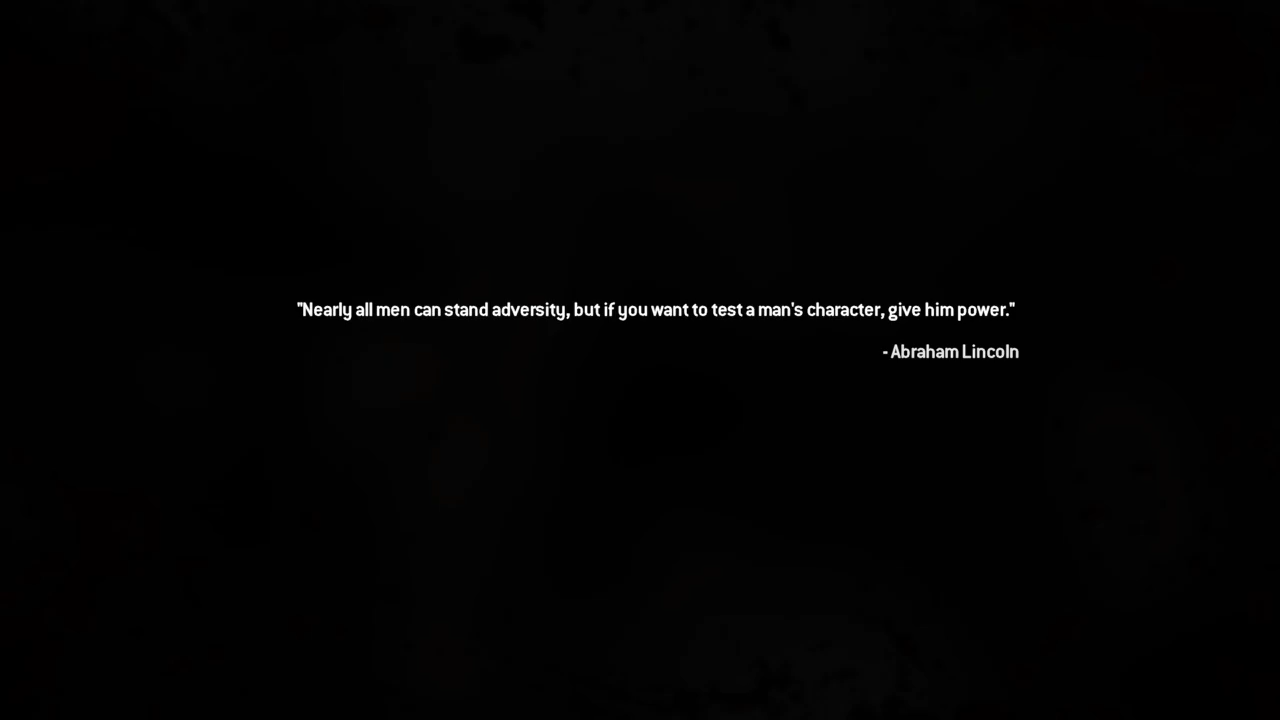 "Nearly all men can stand adversity, but if you want to test a man's character, give him power."
- Abraham Lincoln